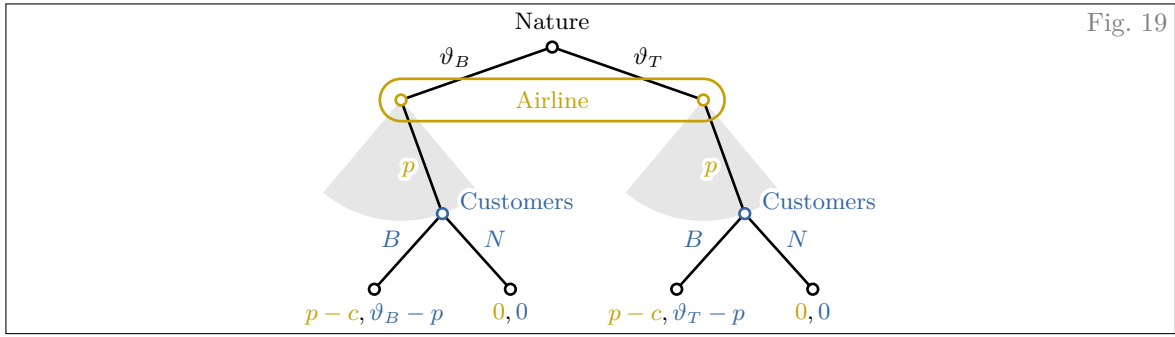 Fig. 19
Nature
ϑ_B ϑ_T
Airline
p p
Customers Customers
B N B N
p − c, ϑ_B − p 0,0 p − c, ϑ_T − p 0,0